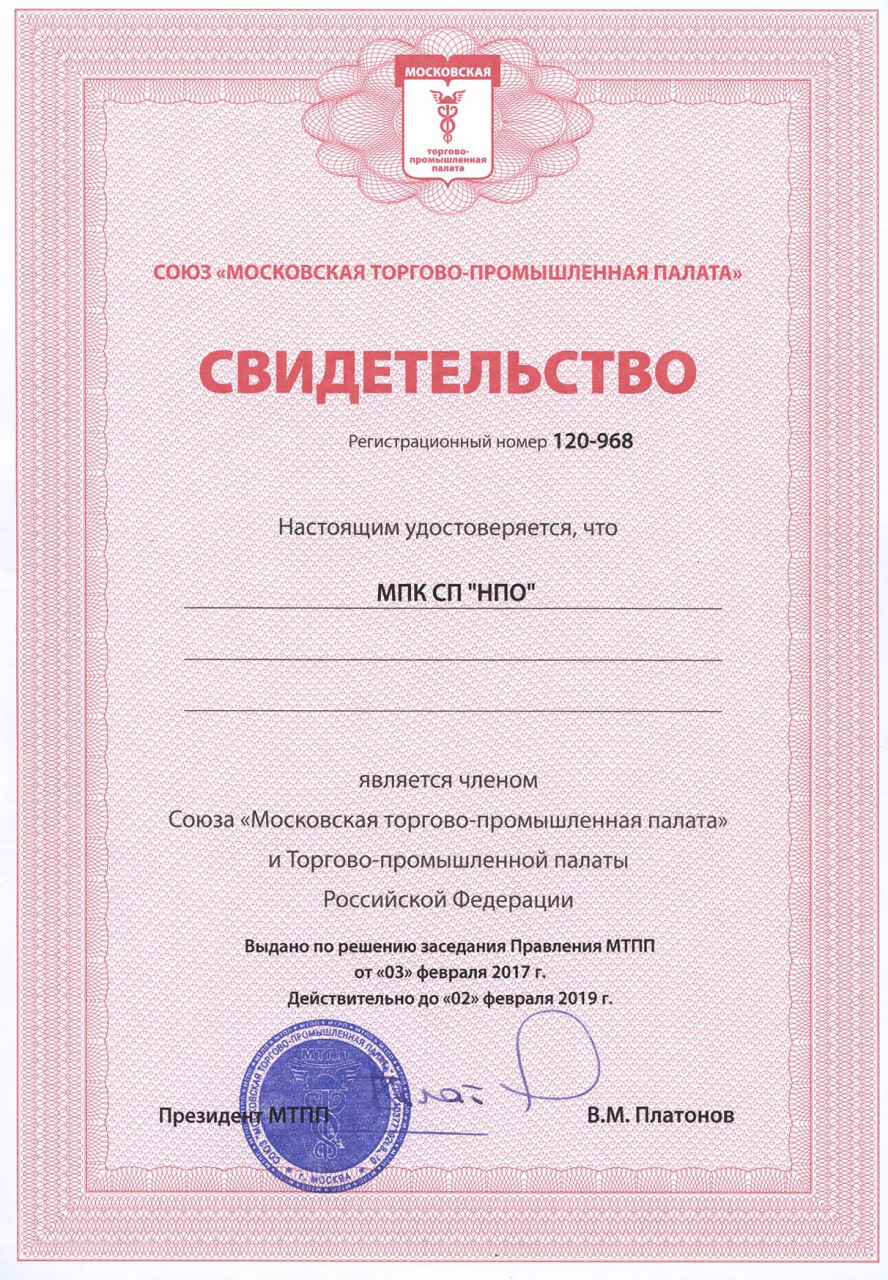 МОСКОВСКАЯ
торгово-
промышленная
палата
СОЮЗ «МОСКОВСКАЯ ТОРГОВО-ПРОМЫШЛЕННАЯ ПАЛАТА»
СВИДЕТЕЛЬСТВО
Регистрационный номер 120-968
Настоящим удостоверяется, что
МПК СП "НПО"
является членом
Союза «Московская торгово-промышленная палата»
и Торгово-промышленной палаты
Российской Федерации
Выдано по решению заседания Правления МТПП
от «03» февраля 2017 г.
Действительно до «02» февраля 2019 г.
СОЮЗ "МОСКОВСКАЯ ТОРГОВО-ПРОМЫШЛЕННАЯ ПАЛАТА"
МТПП
г. МОСКВА
Президент МТПП
В.М. Платонов